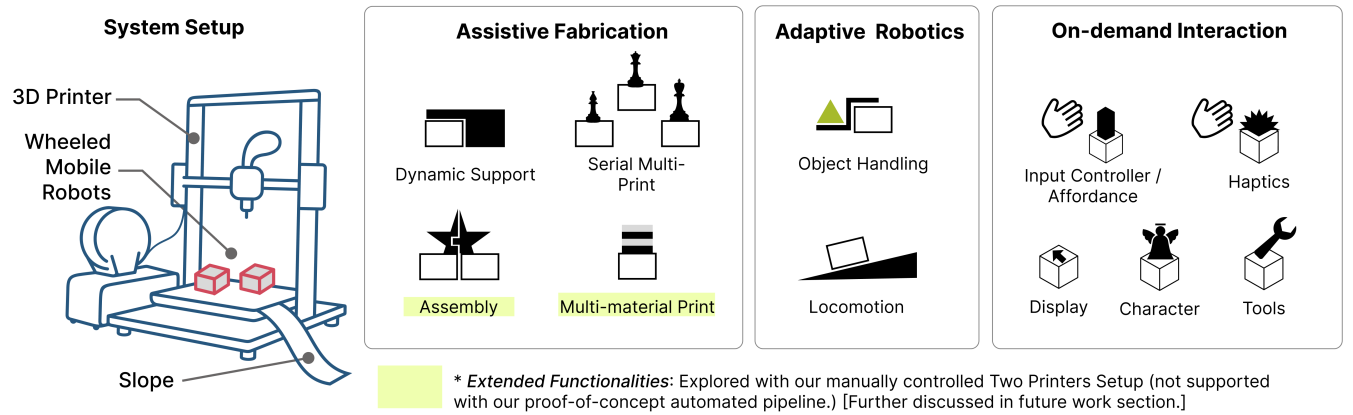 System Setup
3D Printer
Wheeled
Mobile
Robots
Slope
Assistive Fabrication
Dynamic Support
Serial Multi-
Print
Assembly
Multi-material Print
Adaptive Robotics
Object Handling
Locomotion
On-demand Interaction
Input Controller /
Affordance
Haptics
Display
Character
Tools
* Extended Functionalities: Explored with our manually controlled Two Printers Setup (not supported
with our proof-of-concept automated pipeline.) [Further discussed in future work section.]